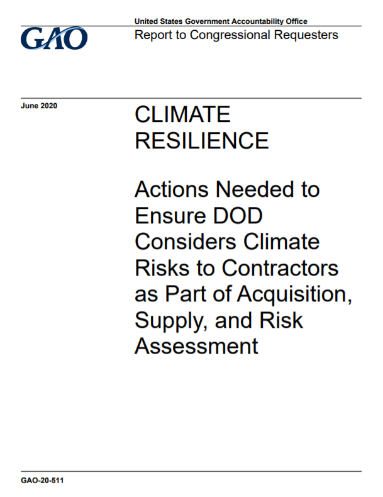 United States Government Accountability Office
GAO
Report to Congressional Requesters
June 2020
CLIMATE
RESILIENCE
Actions Needed to
Ensure DOD
Considers Climate
Risks to Contractors
as Part of Acquisition,
Supply, and Risk
Assessment
GAO-20-511